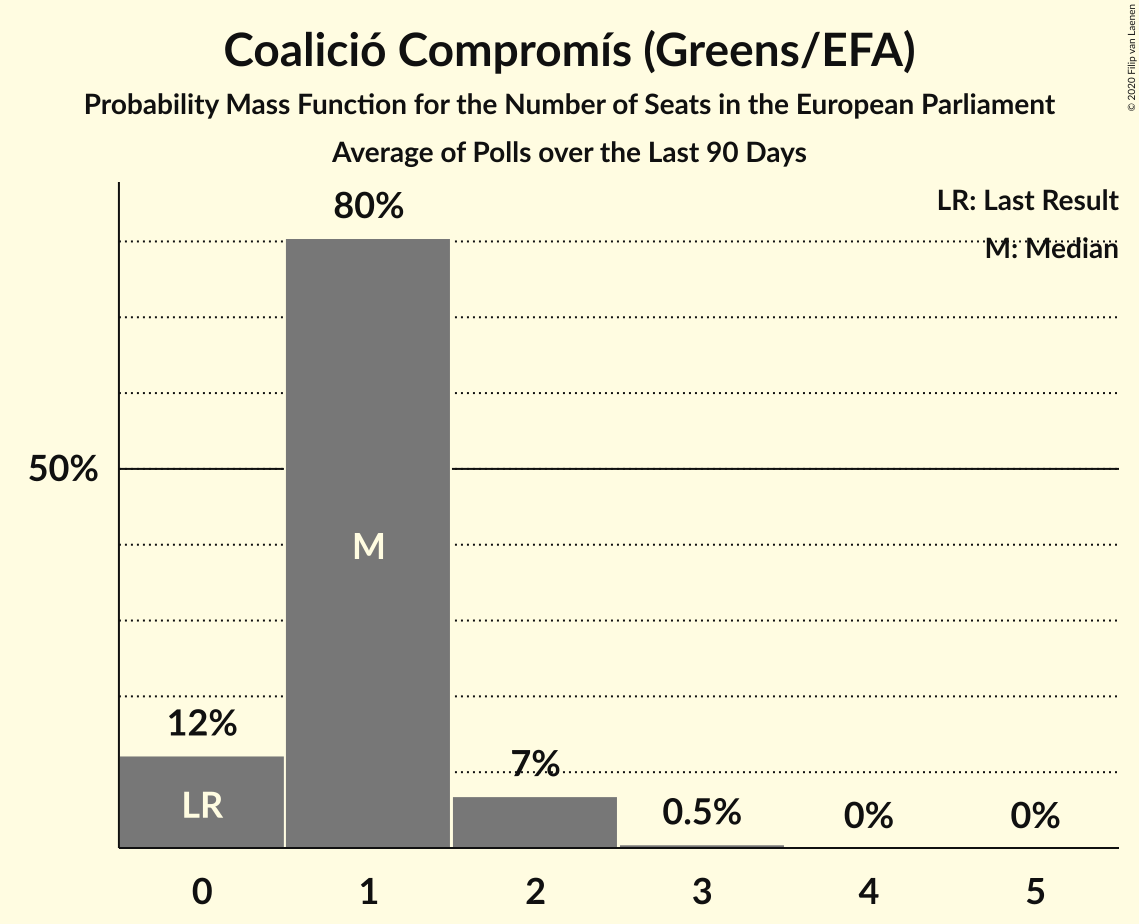 Coalició Compromís (Greens/EFA)
Probability Mass Function for the Number of Seats in the European Parliament
Average of Polls over the Last 90 Days
© 2020 Filip van Laenen
LR: Last Result
M: Median
80%
50%
M
12%
LR
7%
0.5%
0%
0%
0
1
2
3
4
5